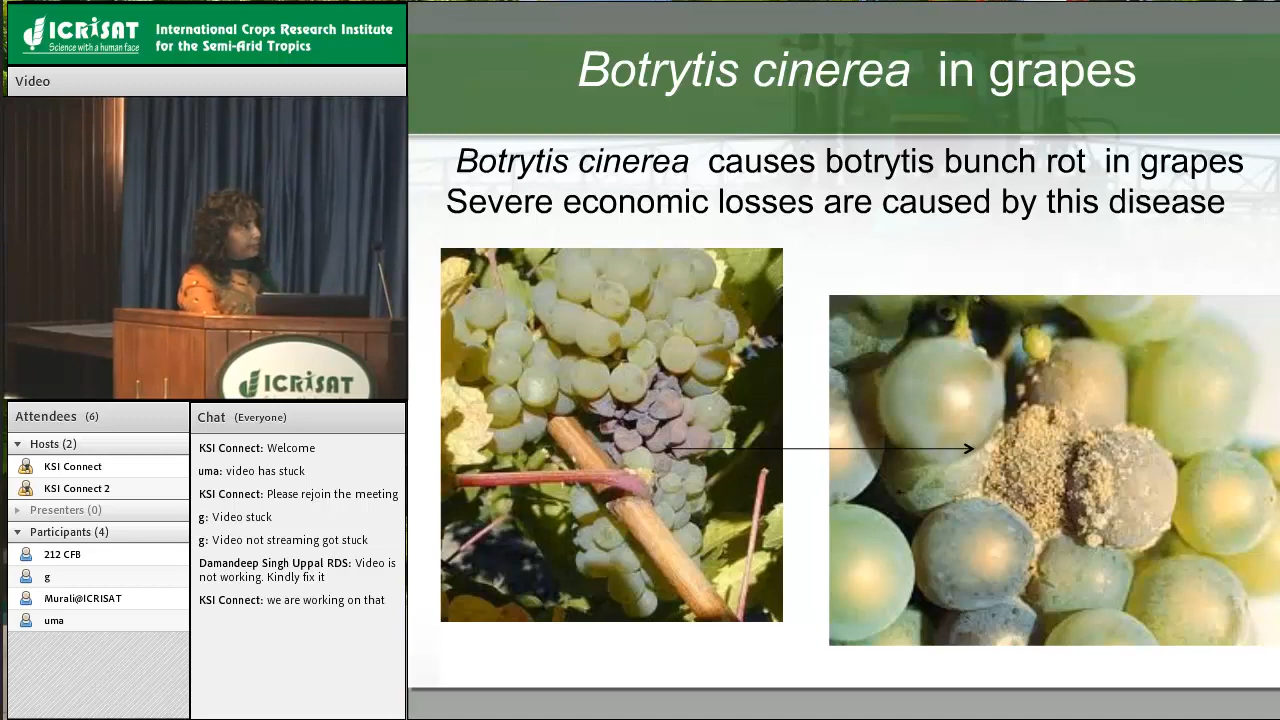 ICRISAT
Science with a human face
International Crops Research Institute
for the Semi-Arid Tropics
Video
ICRISAT
Attendees (6)
Hosts (2)
KSI Connect
KSI Connect 2
Presenters (0)
Participants (4)
212 CFB
g
Murali@ICRISAT
uma
Chat (Everyone)
KSI Connect: Welcome
uma: video has stuck
KSI Connect: Please rejoin the meeting
g: Video stuck
g: Video not streaming got stuck
Damandeep Singh Uppal RDS: Video is
not working. Kindly fix it
KSI Connect: we are working on that
Botrytis cinerea in grapes
Botrytis cinerea causes botrytis bunch rot in grapes
Severe economic losses are caused by this disease